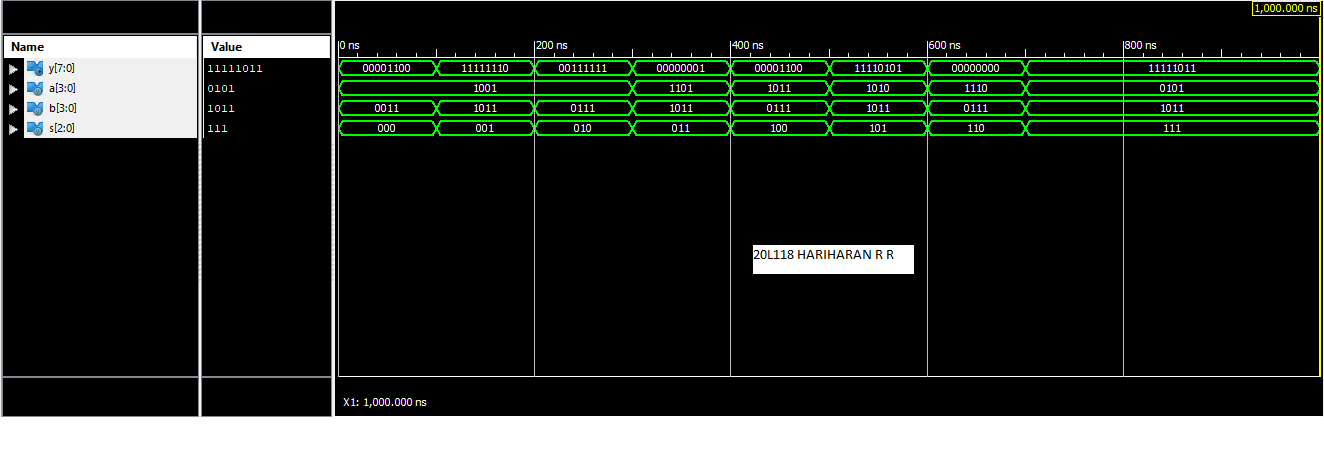 1,000.000 ns
Name Value 0 ns 200 ns 400 ns 600 ns 800 ns
y[7:0] 11111011 00001100 11111110 00111111 00000001 00001100 11110101 00000000 11111011
a[3:0] 0101 1001 1101 1011 1010 1110 0101
b[3:0] 1011 0011 1011 0111 1011 0111 1011 0111 1011
s[2:0] 111 000 001 010 011 100 101 110 111
20L118 HARIHARAN R R
X1: 1,000.000 ns